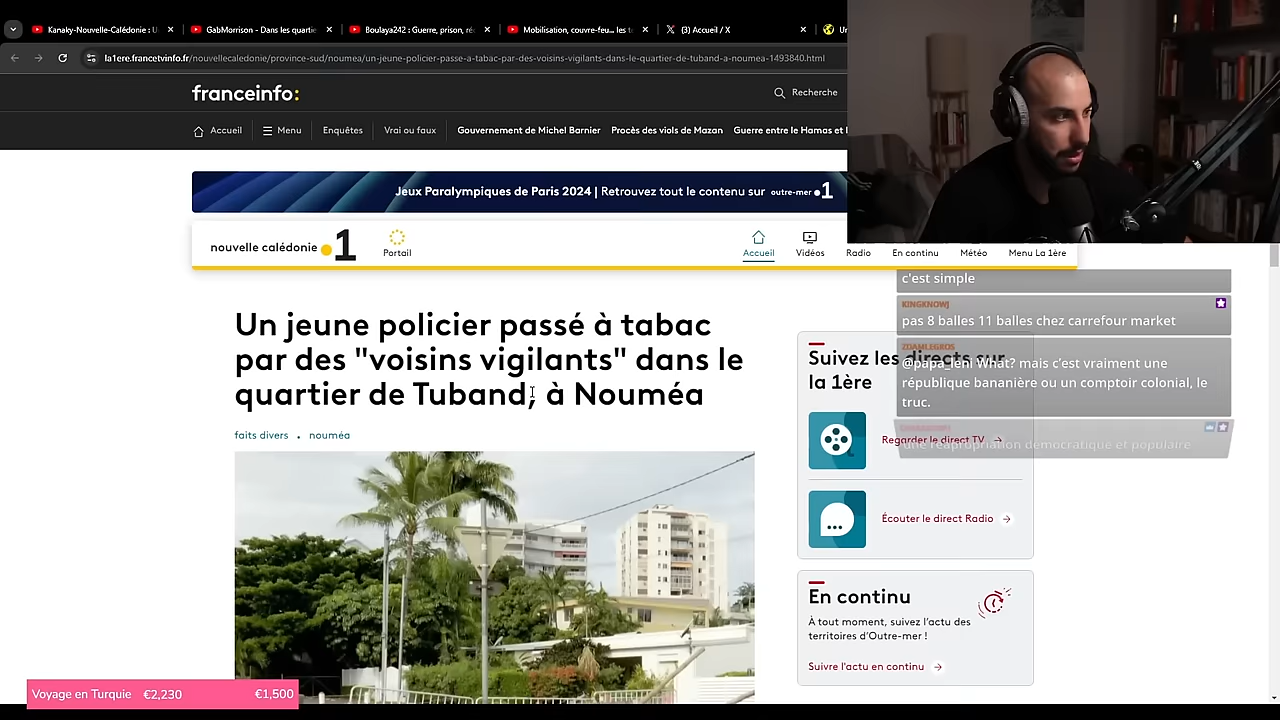 Kanaky-Nouvelle-Calédonie : U
GabMorrison - Dans les quartie
Boulaya242 : Guerre, prison, ré
Mobilisation, couvre-feu... les t
(3) Accueil / X
la1ere.francetvinfo.fr/nouvellecaledonie/province-sud/noumea/un-jeune-policier-passe-a-tabac-par-des-voisins-vigilants-dans-le-quartier-de-tuband-a-noumea-1493840.html
franceinfo:
Recherche
Accueil
Menu
Enquêtes
Vrai ou faux
Gouvernement de Michel Barnier
Procès des viols de Mazan
Guerre entre le Hamas et
Jeux Paralympiques de Paris 2024 | Retrouvez tout le contenu sur outre-mer 1
nouvelle calédonie 1
Portail
Accueil
Vidéos
Radio
En continu
Météo
Menu La 1ère
c'est simple
KINGKNOWJ
pas 8 balles 11 balles chez carrefour market
@papa_leni What? mais c'est vraiment une
république bananière ou un comptoir colonial, le
truc.
une réapropriation démocratique et populaire
Un jeune policier passé à tabac
par des "voisins vigilants" dans le
quartier de Tuband, à Nouméa
faits divers . nouméa
Suivez les directs sur
la 1ère
Regarder le direct TV
Écouter le direct Radio
En continu
À tout moment, suivez l'actu des
territoires d'Outre-mer !
Suivre l'actu en continu
Voyage en Turquie €2,230 €1,500